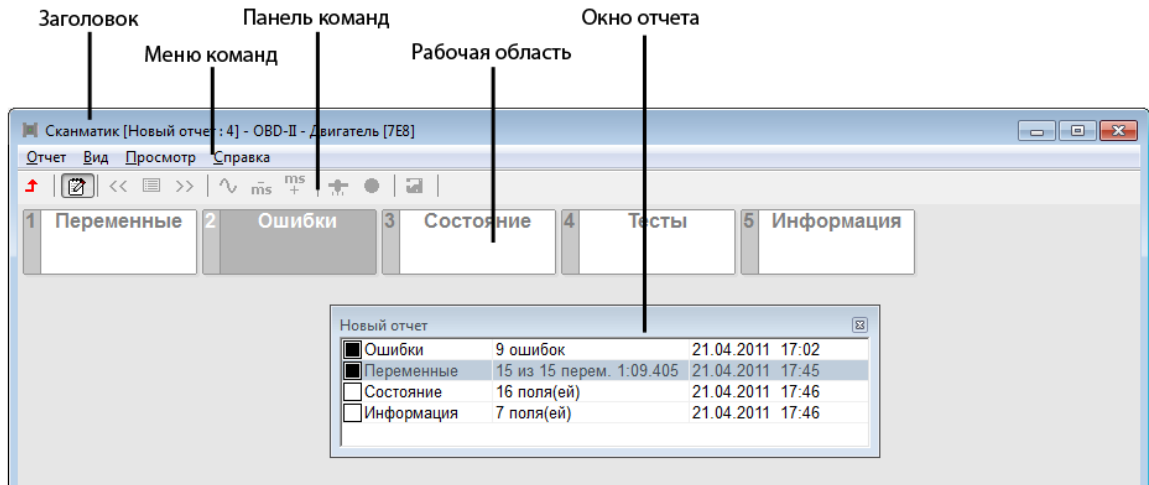 Заголовок Панель команд Окно отчета
Меню команд Рабочая область
Сканматик [Новый отчет : 4] - OBD-II - Двигатель [7E8]
Отчет Вид Просмотр Справка
<< >> ms ms +
1 Переменные 2 Ошибки 3 Состояние 4 Тесты 5 Информация
Новый отчет
Ошибки 9 ошибок 21.04.2011 17:02
Переменные 15 из 15 перем. 1:09.405 21.04.2011 17:45
Состояние 16 поля(ей) 21.04.2011 17:46
Информация 7 поля(ей) 21.04.2011 17:46